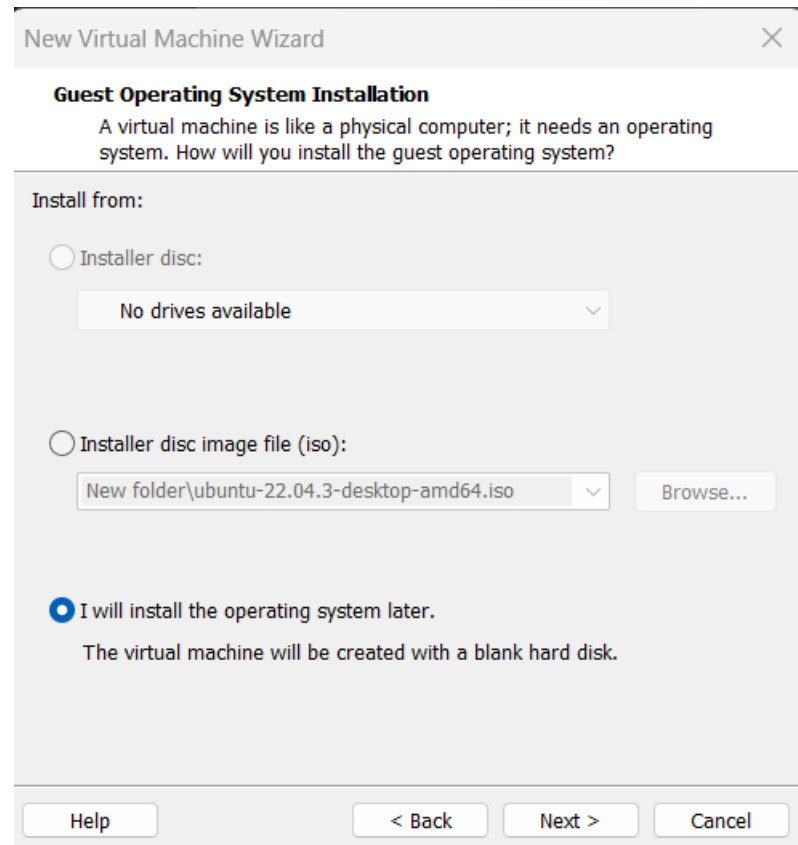 New Virtual Machine Wizard
Guest Operating System Installation
A virtual machine is like a physical computer; it needs an operating
system. How will you install the guest operating system?
Install from:
Installer disc:
No drives available
Installer disc image file (iso):
New folder\ubuntu-22.04.3-desktop-amd64.iso
Browse...
I will install the operating system later.
The virtual machine will be created with a blank hard disk.
Help
< Back
Next >
Cancel